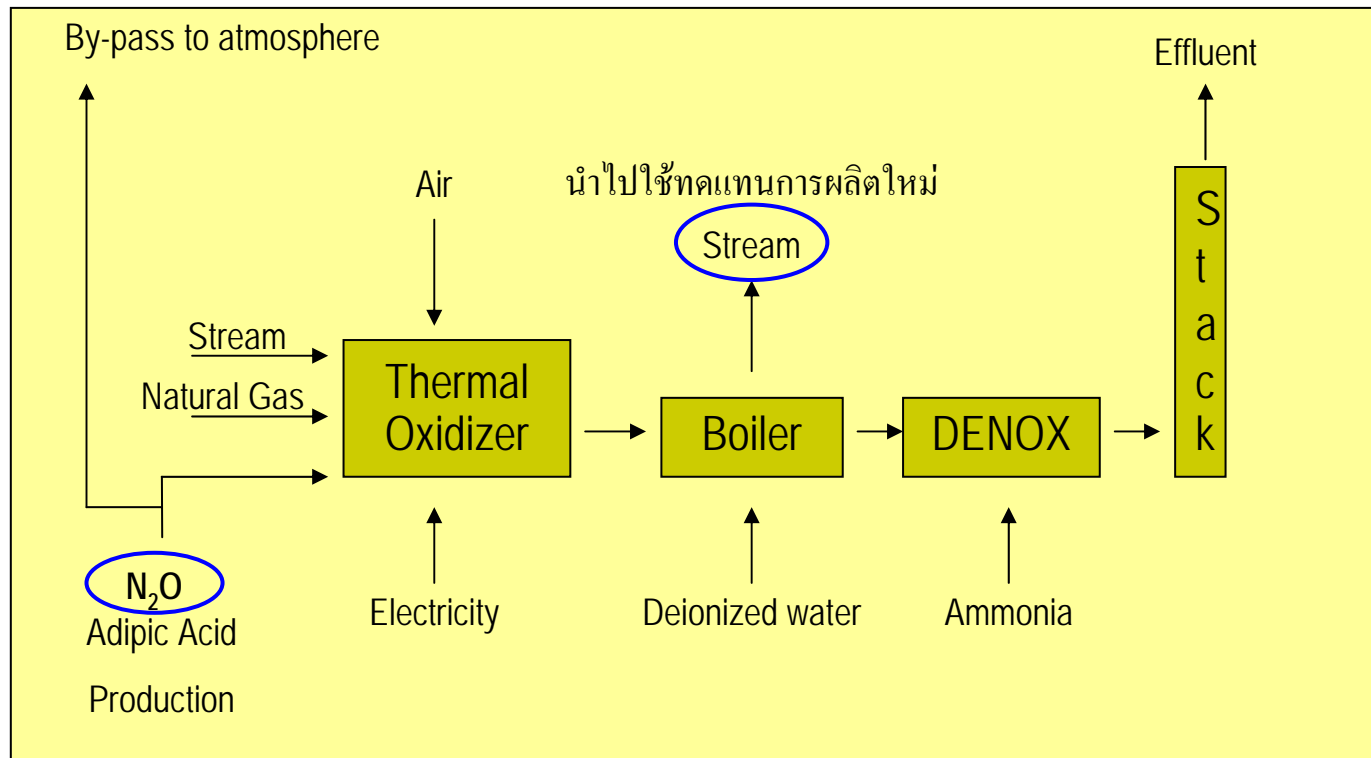 By-pass to atmosphere
Effluent
Air
นำไปใช้ทดแทนการผลิตใหม่
Stream
Stream
Natural Gas
Thermal
Oxidizer
Boiler
DENOX
S
t
a
c
k
N₂O
Adipic Acid
Production
Electricity
Deionized water
Ammonia